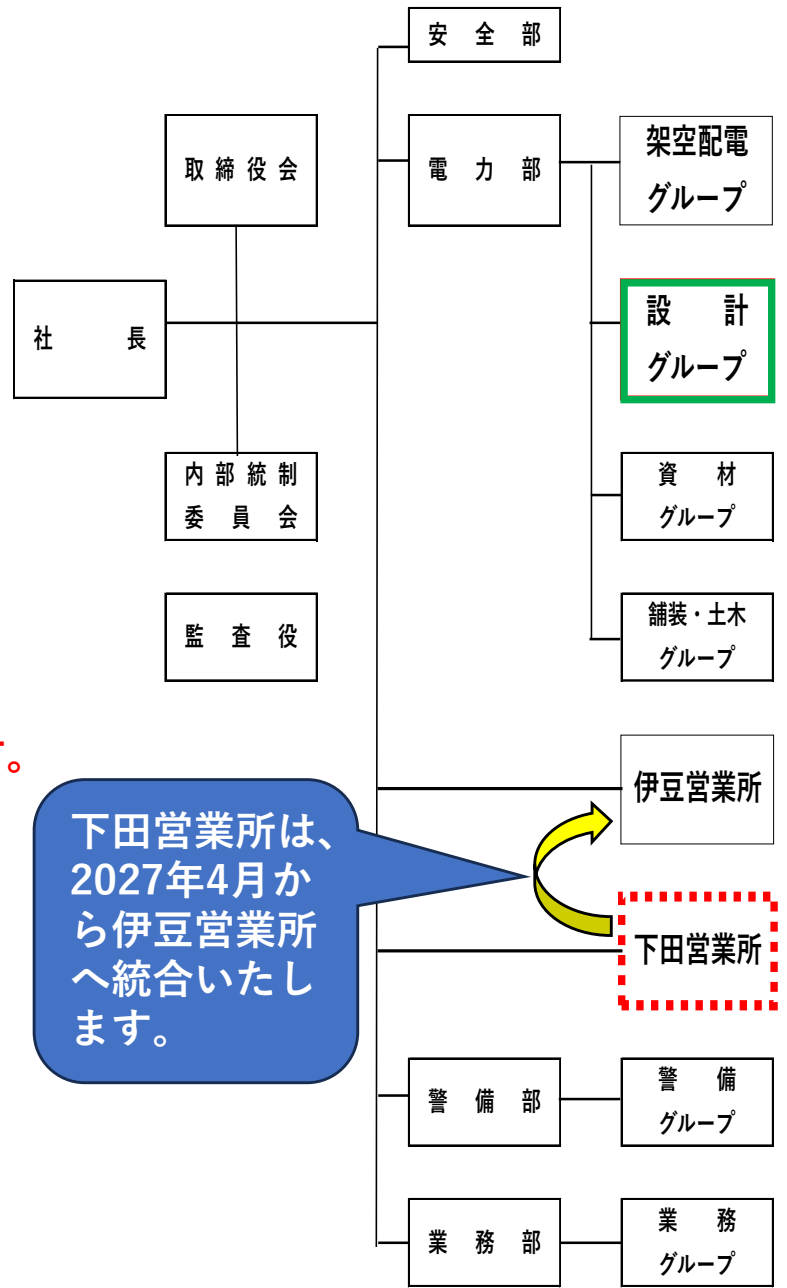 安全部
取締役会
電力部
架空配電
グループ
社長
設計
グループ
内部統制
委員会
資材
グループ
監査役
舗装・土木
グループ
。
伊豆営業所
下田営業所は、
2027年4月か
ら伊豆営業所
へ統合いたし
ます。
下田営業所
警備部
警備
グループ
業務部
業務
グループ